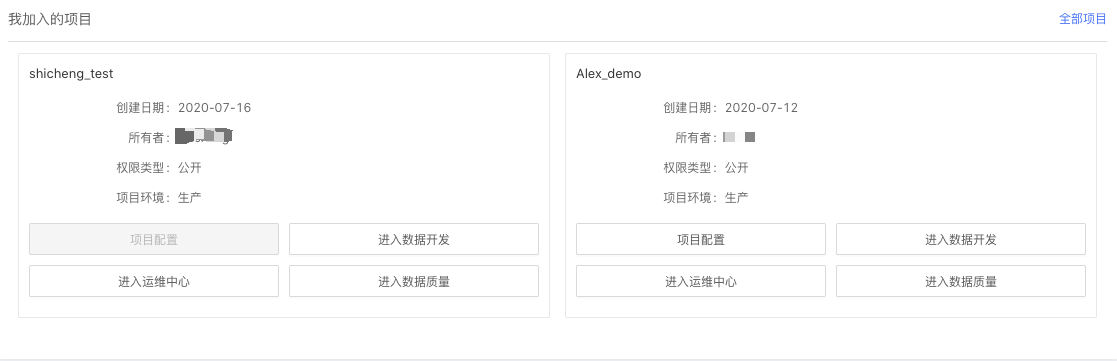 我加入的项目
全部项目
shicheng_test
创建日期：2020-07-16
所有者：
权限类型：公开
项目环境：生产
项目配置
进入数据开发
进入运维中心
进入数据质量
Alex_demo
创建日期：2020-07-12
所有者：
权限类型：公开
项目环境：生产
项目配置
进入数据开发
进入运维中心
进入数据质量